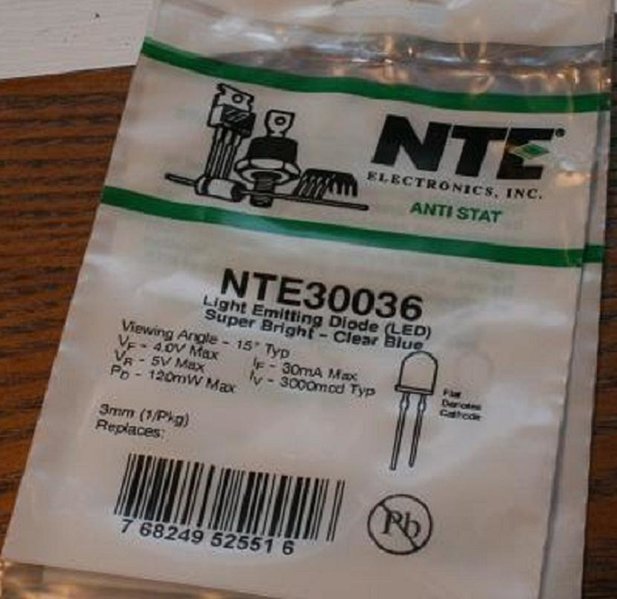 NTE®
ELECTRONICS, INC.
ANTI STAT
NTE30036
Light Emitting Diode (LED)
Super Bright – Clear Blue
Viewing Angle – 15° Typ
VF – 4.0V Max IF – 30mA Max
VR – 5V Max IV – 3000mcd Typ
PD – 120mW Max
Flat
Denotes
Cathode
3mm (1/Pkg)
Replaces:
7 68249 52551 6
Pb